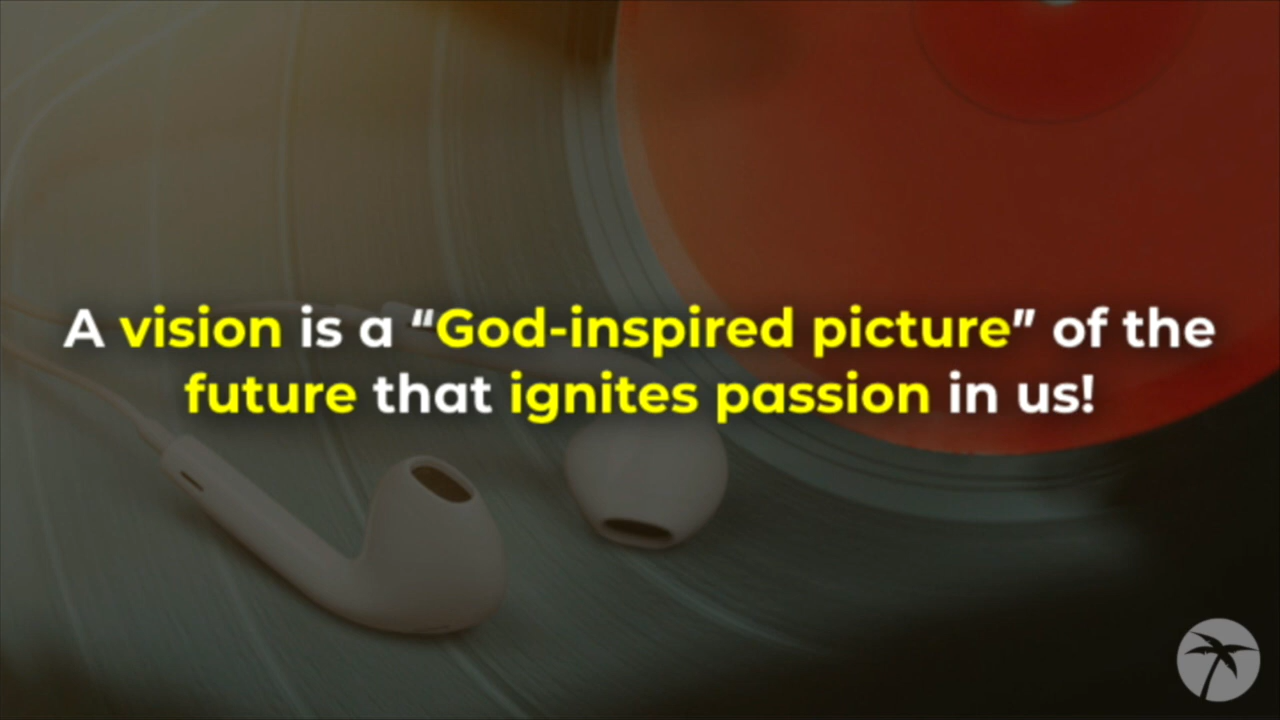 A vision is a “God-inspired picture” of the
future that ignites passion in us!